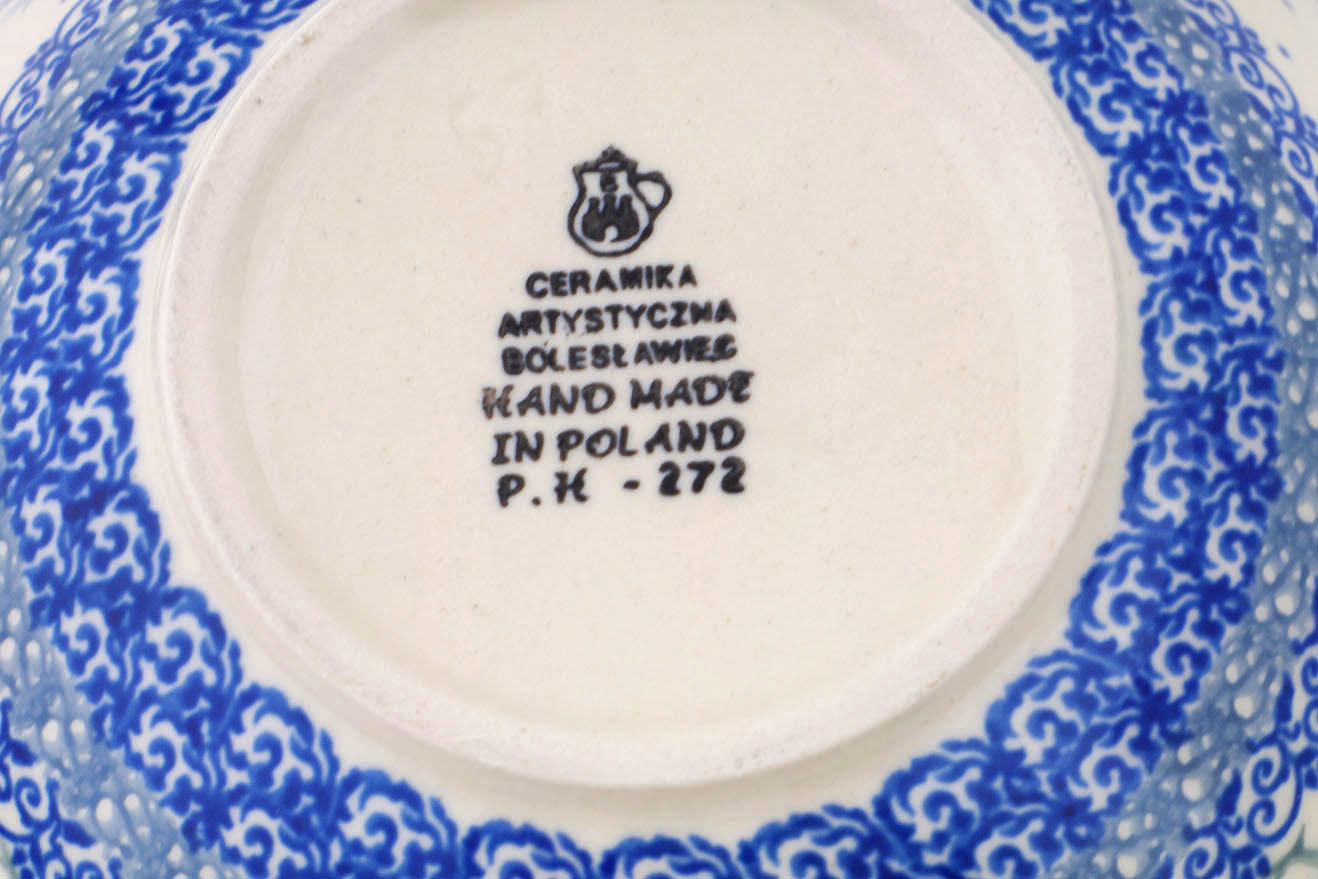 CERAMIKA
ARTYSTYCZNA
BOLESŁAWIEC
HAND MADE
IN POLAND
P.H - 272